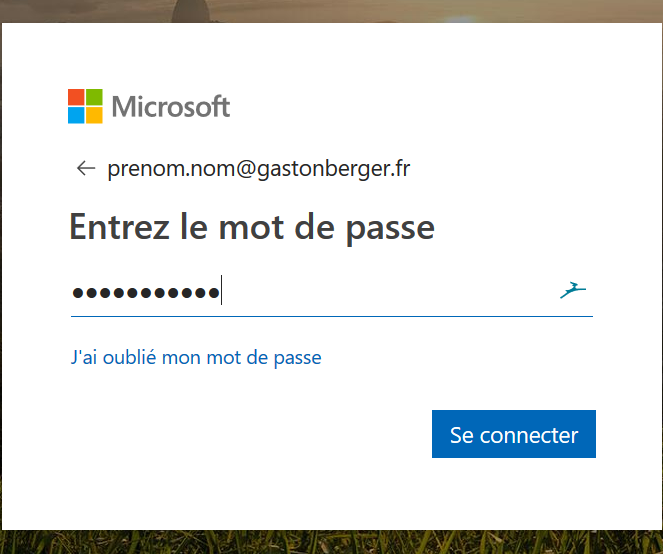 Microsoft
prenom.nom@gastonberger.fr
Entrez le mot de passe
●●●●●●●●●●●
J'ai oublié mon mot de passe
Se connecter